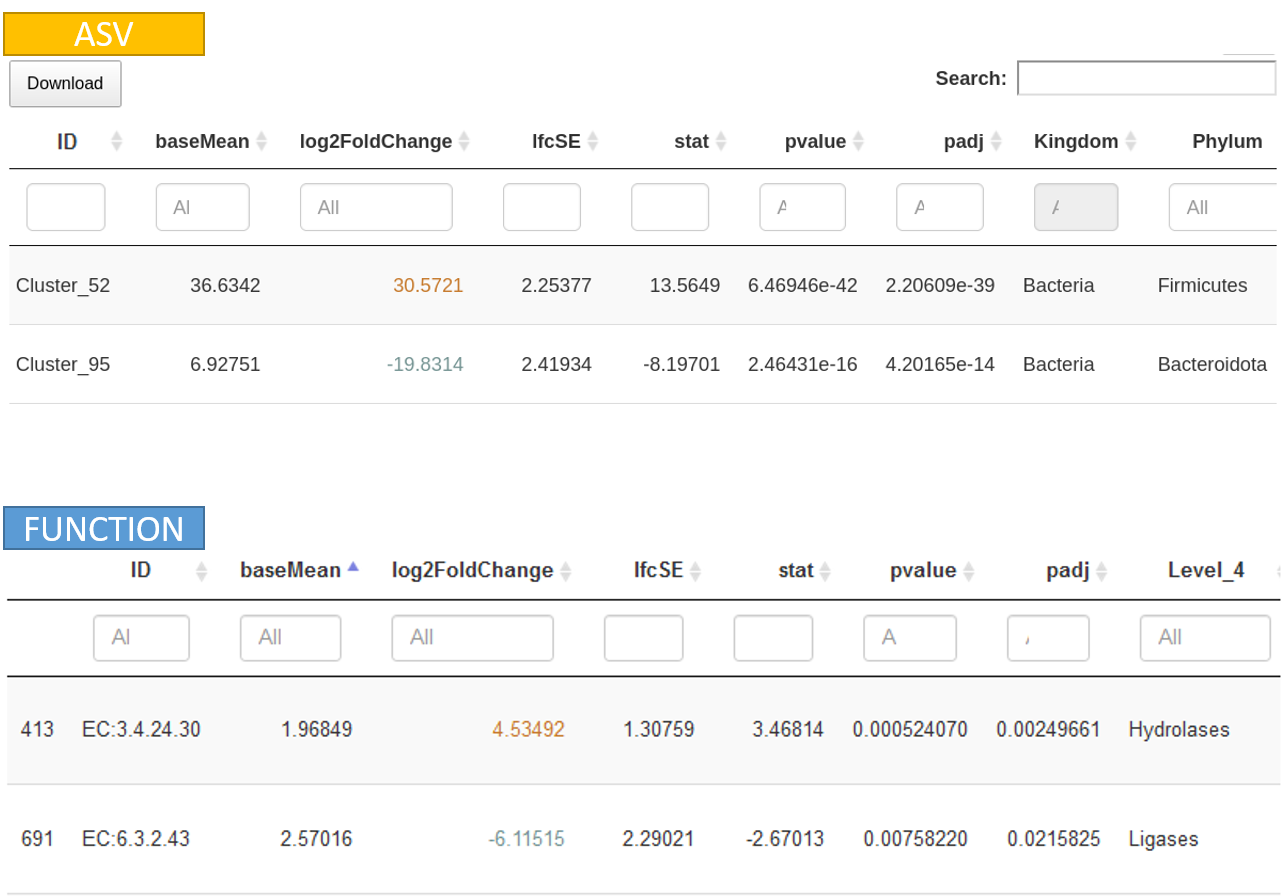 ASV
Download Search:
ID baseMean log2FoldChange lfcSE stat pvalue padj Kingdom Phylum
Al All All
Cluster_52 36.6342 30.5721 2.25377 13.5649 6.46946e-42 2.20609e-39 Bacteria Firmicutes
Cluster_95 6.92751 -19.8314 2.41934 -8.19701 2.46431e-16 4.20165e-14 Bacteria Bacteroidota
FUNCTION
ID baseMean log2FoldChange lfcSE stat pvalue padj Level_4
Al All All A All
413 EC:3.4.24.30 1.96849 4.53492 1.30759 3.46814 0.000524070 0.00249661 Hydrolases
691 EC:6.3.2.43 2.57016 -6.11515 2.29021 -2.67013 0.00758220 0.0215825 Ligases